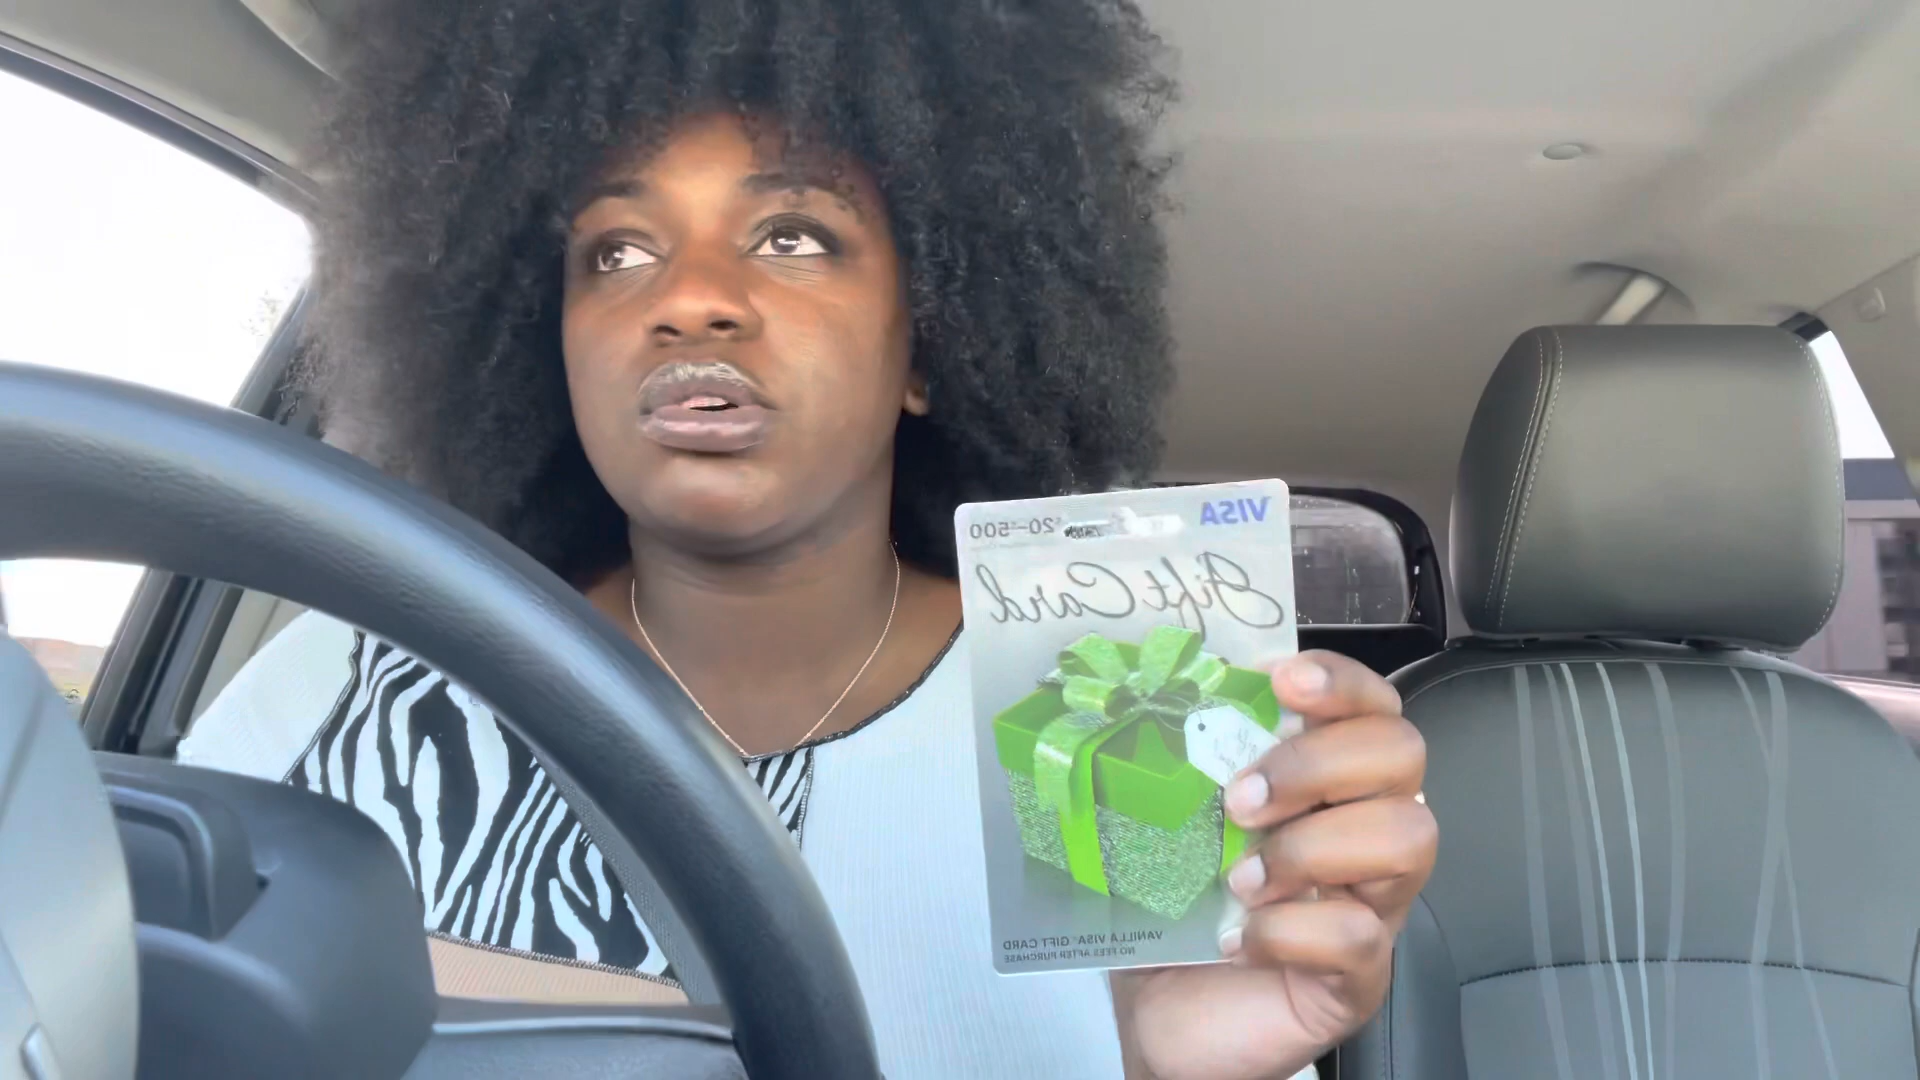 VISA
$20-$500
Gift Card
VANILLA VISA® GIFT CARD
NO FEES AFTER PURCHASE